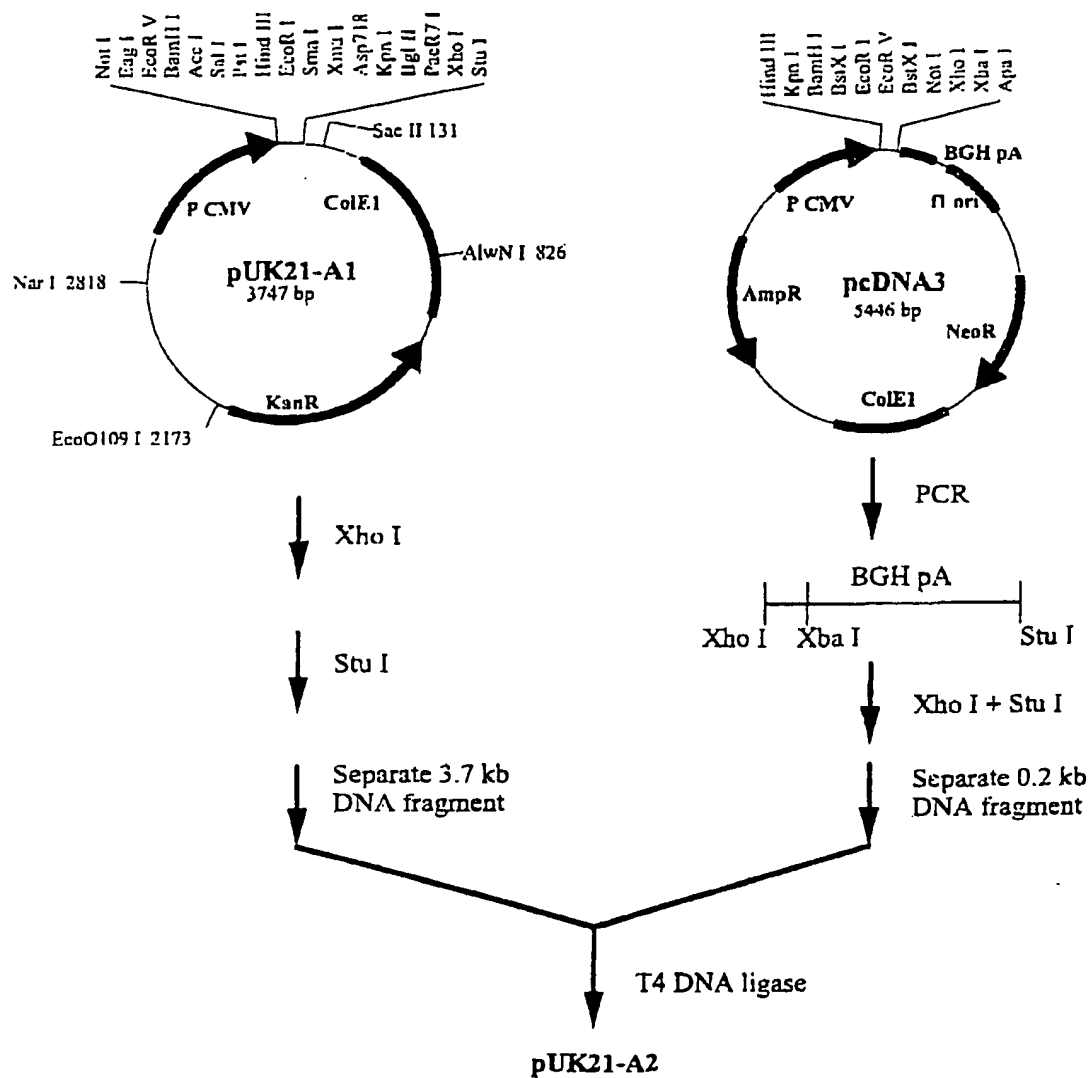 Not I
Eag I
EcoR V
BamH I
Acc I
Sal I
Pst I
Hind III
EcoR I
Sma I
Xma I
Asp718
Kpn I
Bgl II
PaeR7 I
Xho I
Stu I
Hind III
Kpn I
BamH I
BstX I
EcoR I
EcoR V
BstX I
Not I
Xho I
Xba I
Apa I
Sac II 131
P CMV
ColE1
Nar I 2818
pUK21-A1
3747 bp
AlwN I 826
KanR
EcoO109 I 2173
BGH pA
f1 ori
P CMV
AmpR
pcDNA3
5446 bp
NeoR
ColE1
Xho I
Stu I
Separate 3.7 kb
DNA fragment
PCR
BGH pA
Xho I
Xba I
Stu I
Xho I + Stu I
Separate 0.2 kb
DNA fragment
T4 DNA ligase
pUK21-A2